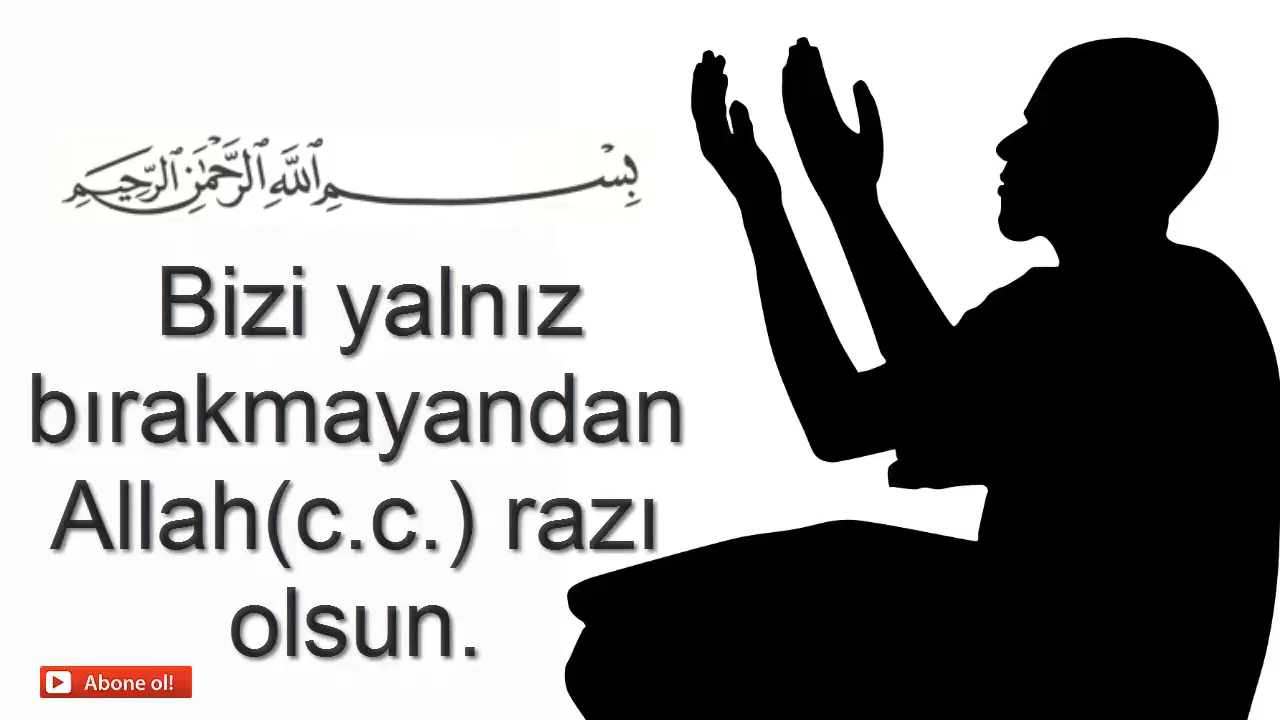 بِسْمِ اللَّهِ الرَّحْمَٰنِ الرَّحِيمِ
Bizi yalnız
bırakmayandan
Allah(c.c.) razı
olsun.
Abone ol!